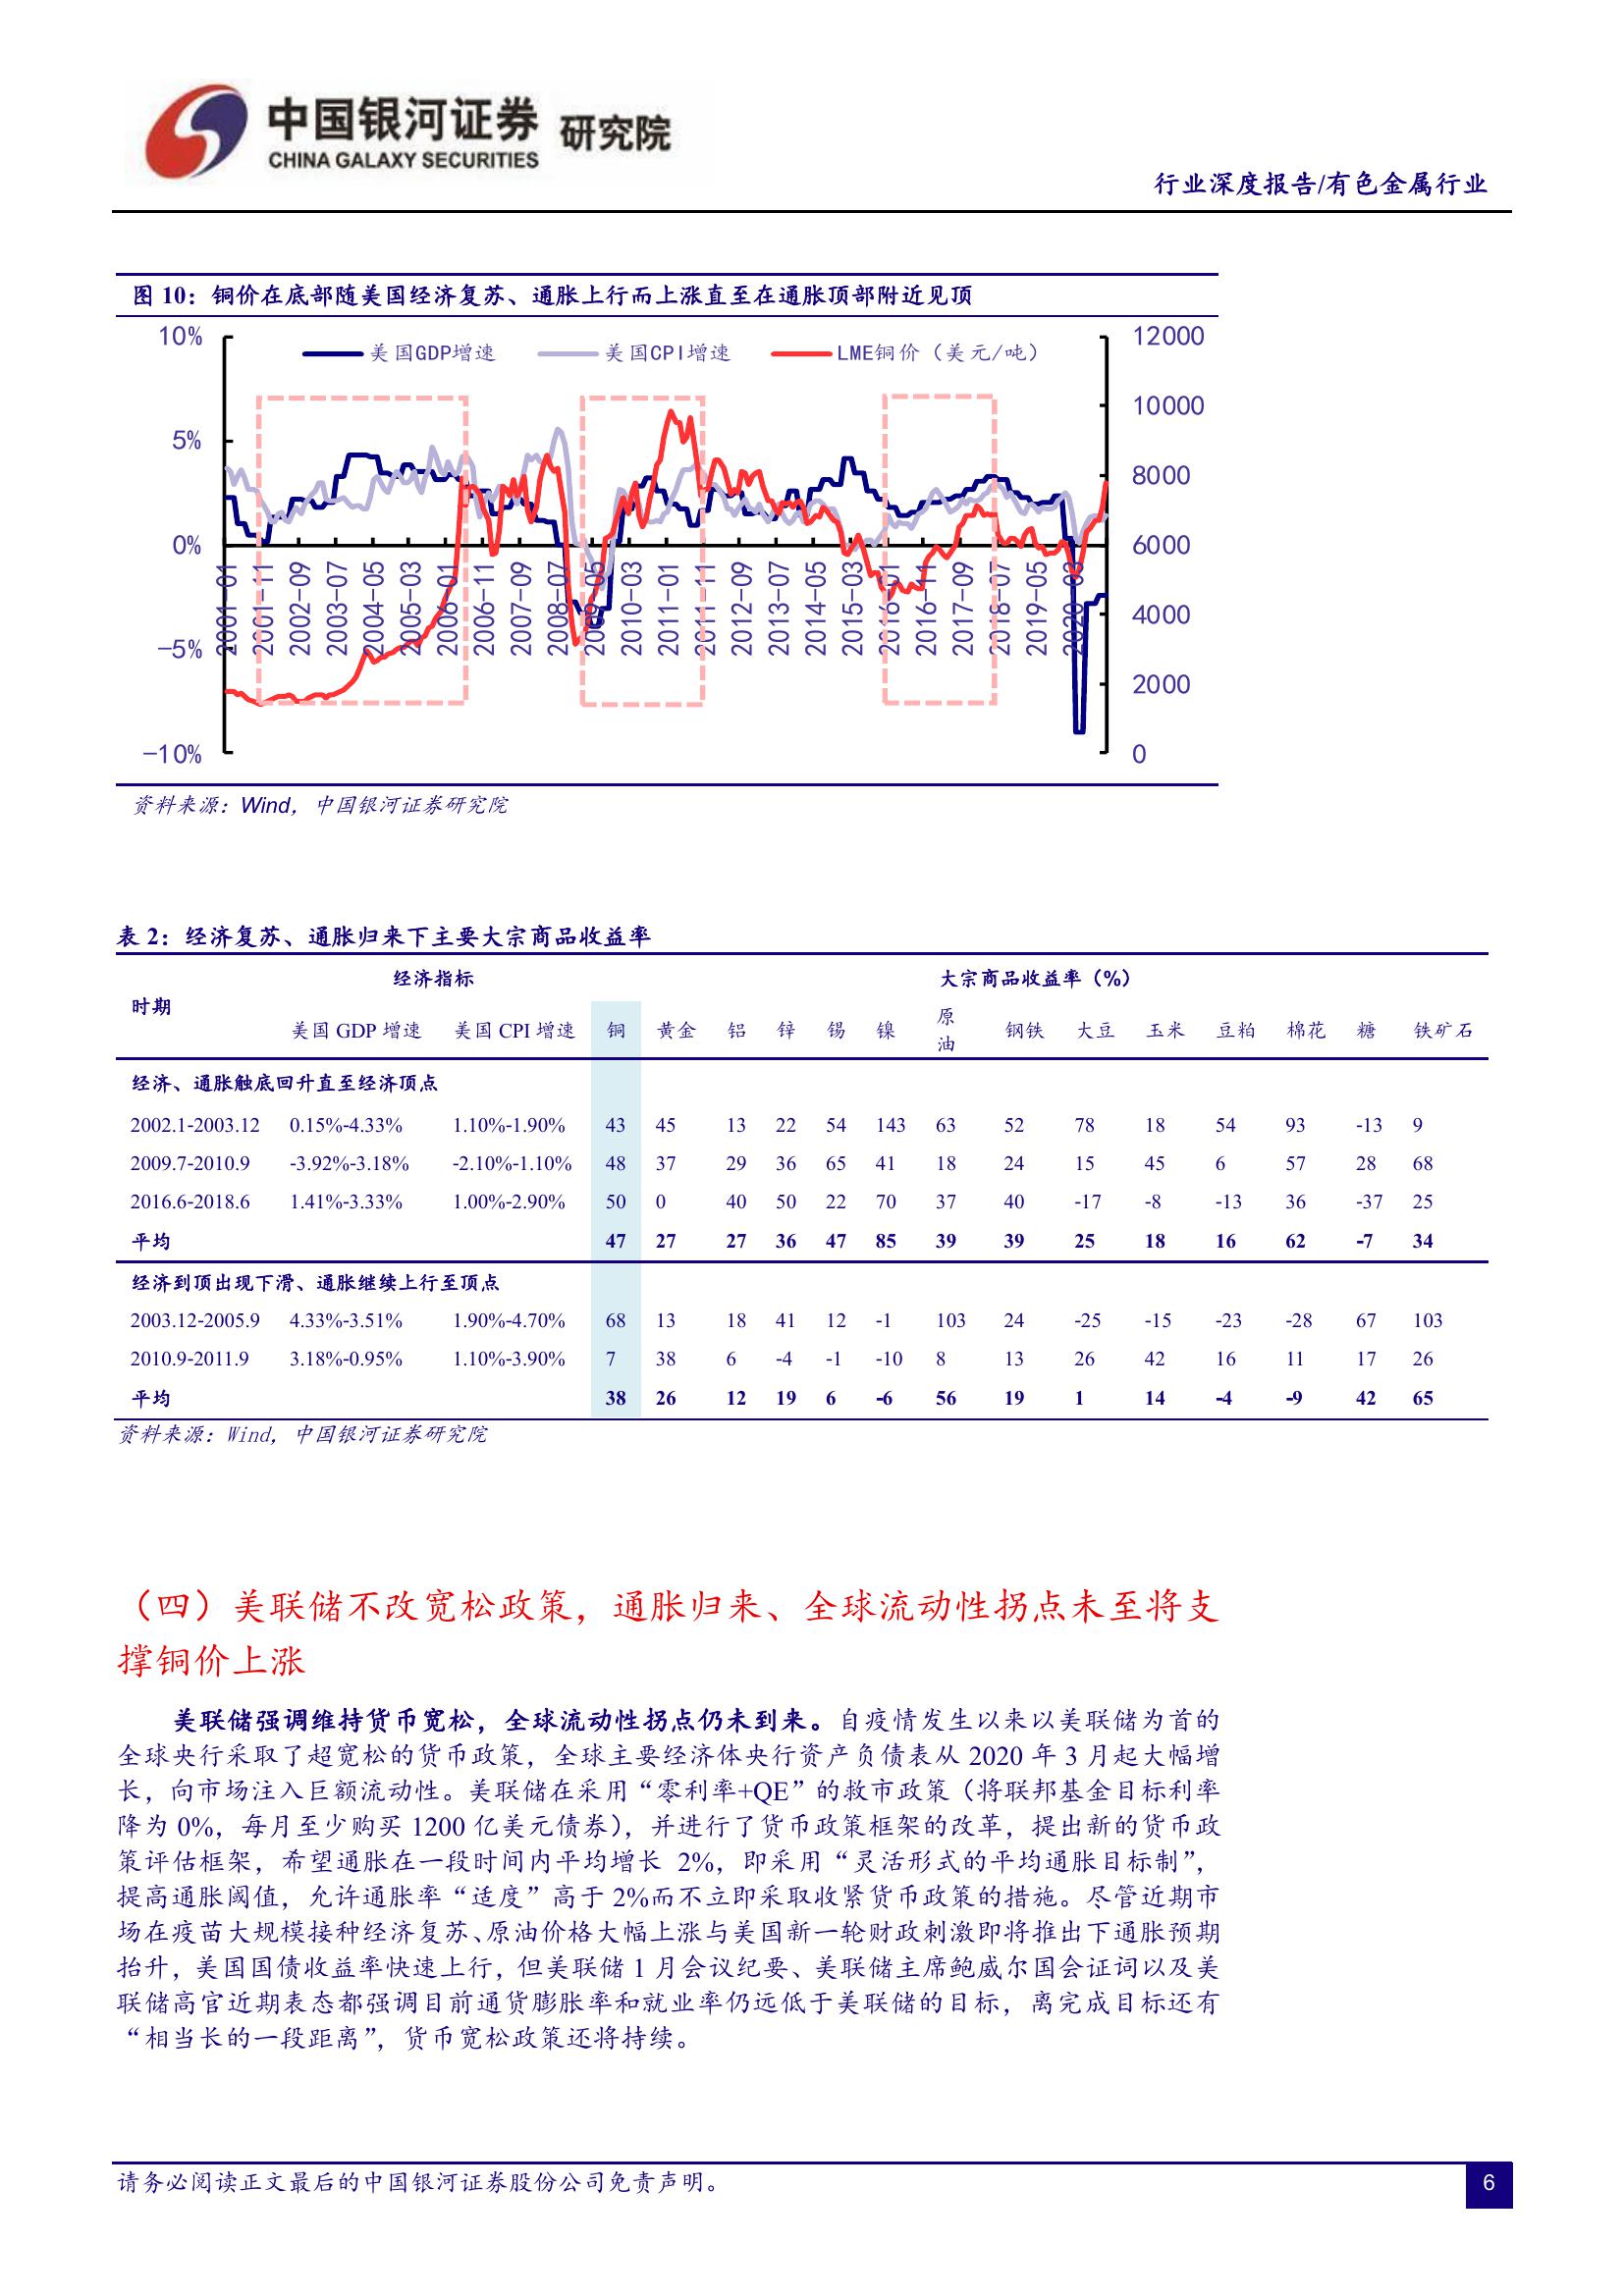 中国银河证券 研究院
CHINA GALAXY SECURITIES
行业深度报告/有色金属行业
图 10：铜价在底部随美国经济复苏、通胀上行而上涨直至在通胀顶部附近见顶
美国GDP增速 美国CPI增速 LME铜价（美元/吨）
10% 12000
10000
5%
8000
0% 6000
4000
-5%
2000
-10% 0
2001-01 2001-11 2002-09 2003-07 2004-05 2005-03 2006-01 2006-11 2007-09 2008-07 2009-05 2010-03 2011-01 2011-11 2012-09 2013-07 2014-05 2015-03 2016-01 2016-11 2017-09 2018-07 2019-05 2020-03
资料来源：Wind，中国银河证券研究院
表 2：经济复苏、通胀归来下主要大宗商品收益率
经济指标 大宗商品收益率（%）
时期 美国 GDP 增速 美国 CPI 增速 铜 黄金 铝 锌 锡 镍 原油 钢铁 大豆 玉米 豆粕 棉花 糖 铁矿石
经济、通胀触底回升直至经济顶点
2002.1-2003.12 0.15%-4.33% 1.10%-1.90% 43 45 13 22 54 143 63 52 78 18 54 93 -13 9
2009.7-2010.9 -3.92%-3.18% -2.10%-1.10% 48 37 29 36 65 41 18 24 15 45 6 57 28 68
2016.6-2018.6 1.41%-3.33% 1.00%-2.90% 50 0 40 50 22 70 37 40 -17 -8 -13 36 -37 25
平均 47 27 27 36 47 85 39 39 25 18 16 62 -7 34
经济到顶出现下滑、通胀继续上行至顶点
2003.12-2005.9 4.33%-3.51% 1.90%-4.70% 68 13 18 41 12 -1 103 24 -25 -15 -23 -28 67 103
2010.9-2011.9 3.18%-0.95% 1.10%-3.90% 7 38 6 -4 -1 -10 8 13 26 42 16 11 17 26
平均 38 26 12 19 6 -6 56 19 1 14 -4 -9 42 65
资料来源：Wind，中国银河证券研究院
（四）美联储不改宽松政策，通胀归来、全球流动性拐点未至将支
撑铜价上涨
美联储强调维持货币宽松，全球流动性拐点仍未到来。自疫情发生以来以美联储为首的
全球央行采取了超宽松的货币政策，全球主要经济体央行资产负债表从 2020 年 3 月起大幅增
长，向市场注入巨额流动性。美联储在采用“零利率+QE”的救市政策（将联邦基金目标利率
降为 0%，每月至少购买 1200 亿美元债券），并进行了货币政策框架的改革，提出新的货币政
策评估框架，希望通胀在一段时间内平均增长 2%，即采用“灵活形式的平均通胀目标制”，
提高通胀阈值，允许通胀率“适度”高于 2%而不立即采取收紧货币政策的措施。尽管近期市
场在疫苗大规模接种经济复苏、原油价格大幅上涨与美国新一轮财政刺激即将推出下通胀预期
抬升，美国国债收益率快速上行，但美联储 1 月会议纪要、美联储主席鲍威尔国会证词以及美
联储高官近期表态都强调目前通货膨胀率和就业率仍远低于美联储的目标，离完成目标还有
“相当长的一段距离”，货币宽松政策还将持续。
请务必阅读正文最后的中国银河证券股份公司免责声明。
6